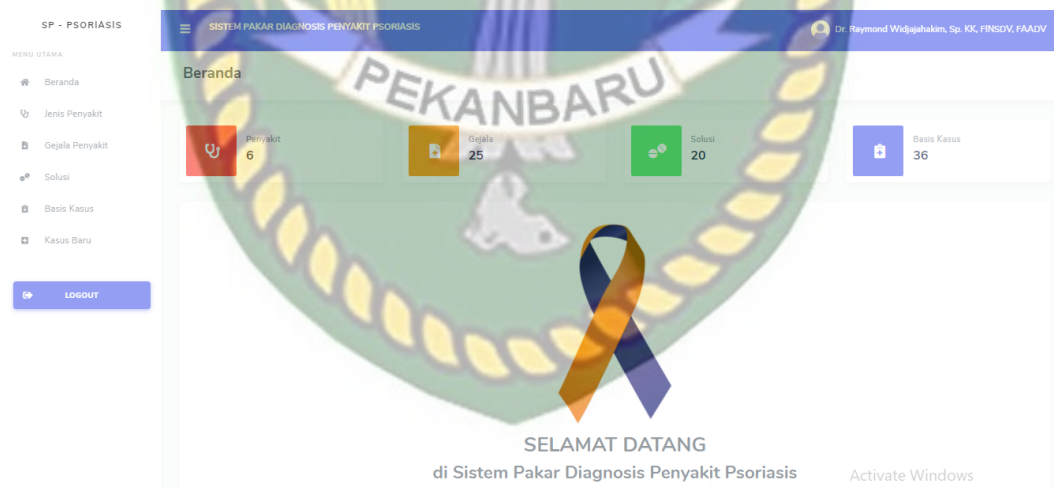 SP - PSORIASIS
SISTEM PAKAR DIAGNOSIS PENYAKIT PSORIASIS
Dr. Raymond Widjajahakim, Sp. KK, FINSDV, FAADV
MENU UTAMA
Beranda
Jenis Penyakit
Gejala Penyakit
Solusi
Basis Kasus
Kasus Baru
LOGOUT
Beranda
PEKANBARU
Penyakit
6
Gejala
25
Solusi
20
Basis Kasus
36
SELAMAT DATANG
di Sistem Pakar Diagnosis Penyakit Psoriasis
Activate Windows